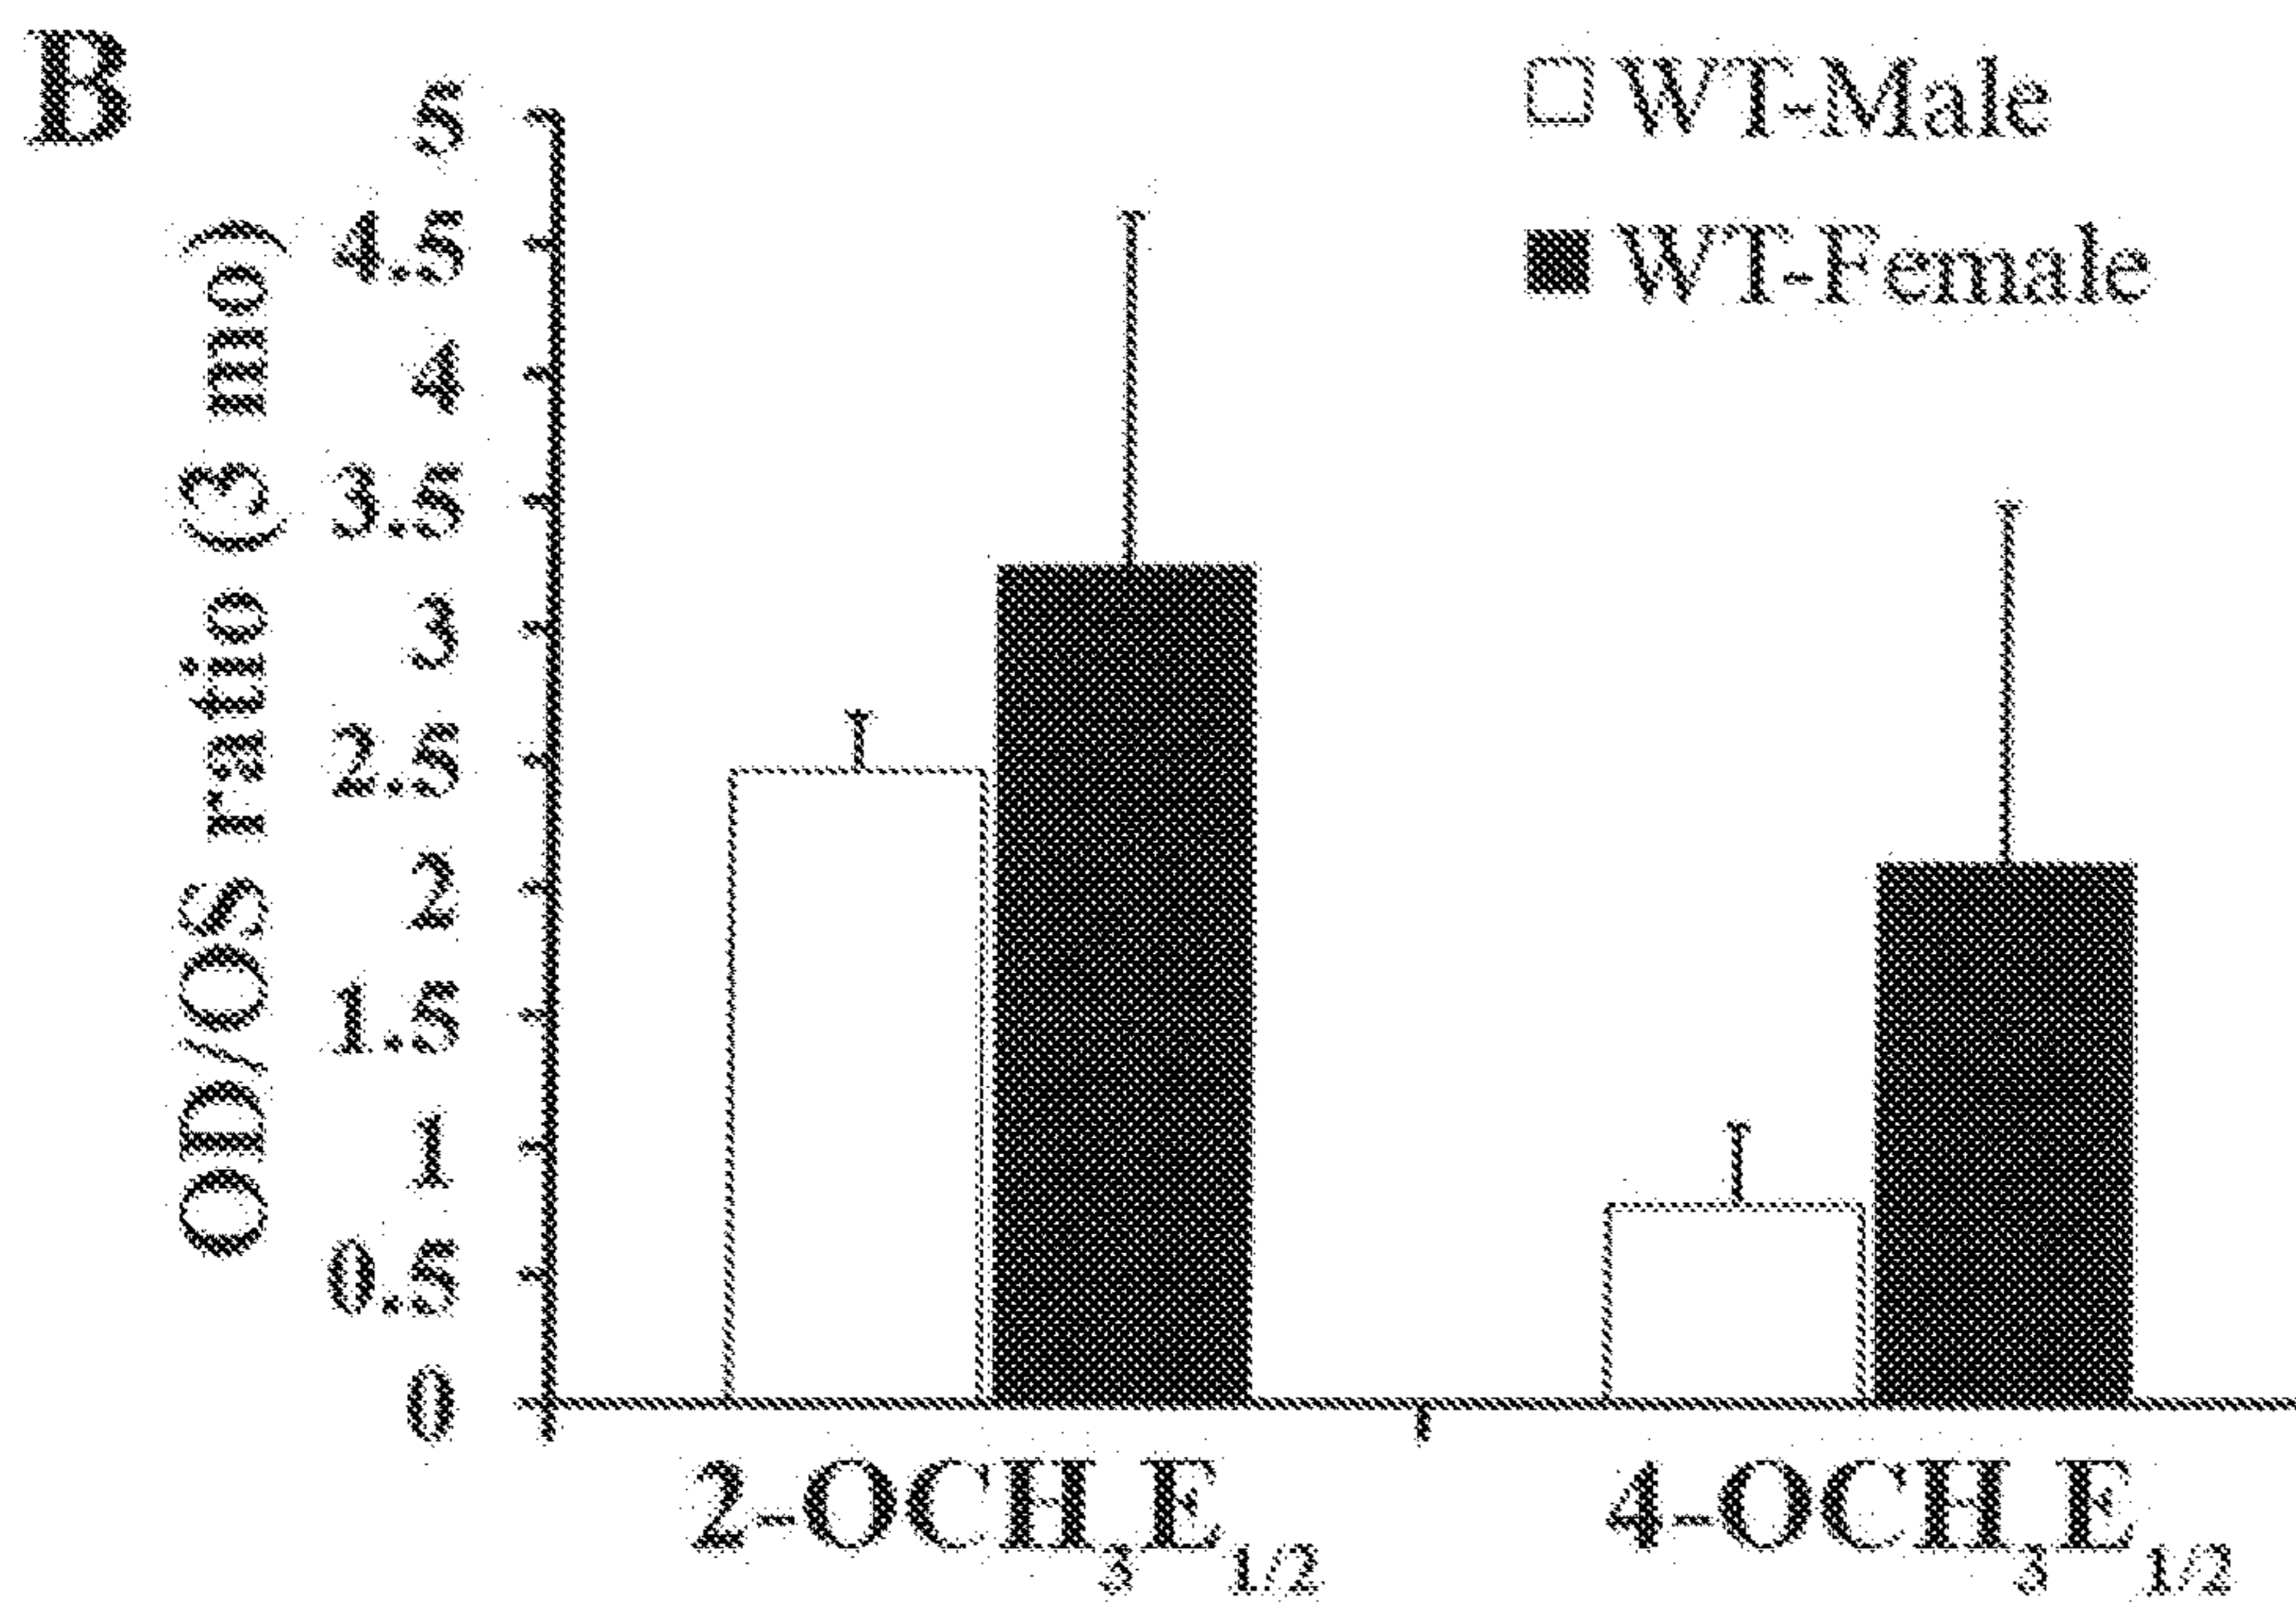 B
WT-Male
WT-Female
OD/OS ratio (3 mo)
5
4.5
4
3.5
3
2.5
2
1.5
1
0.5
0
2-OCH₃E₁/₂
4-OCH₃E₁/₂